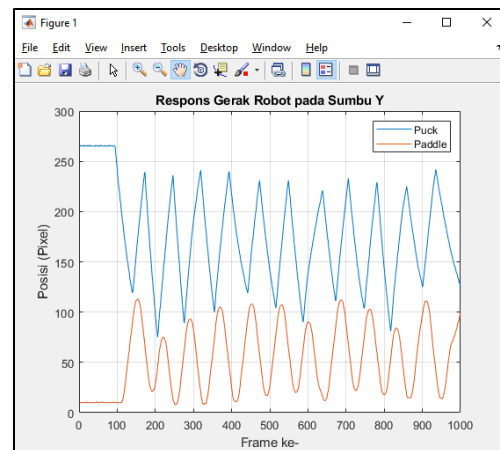 Figure 1
File Edit View Insert Tools Desktop Window Help
Respons Gerak Robot pada Sumbu Y
Puck
Paddle
Posisi (Pixel)
300
250
200
150
100
50
0
0 100 200 300 400 500 600 700 800 900 1000
Frame ke-